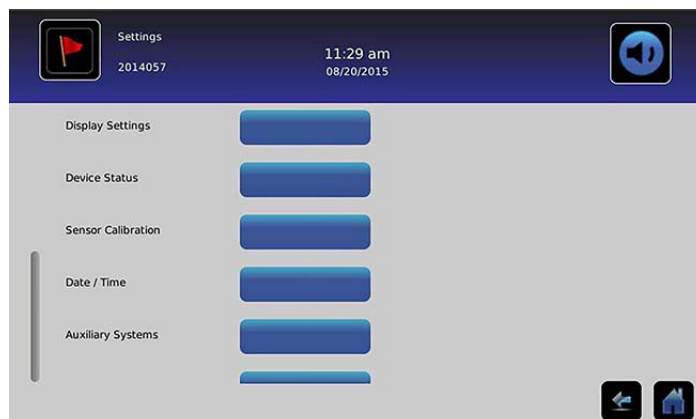 Settings
2014057
11:29 am
08/20/2015
Display Settings
Device Status
Sensor Calibration
Date / Time
Auxiliary Systems